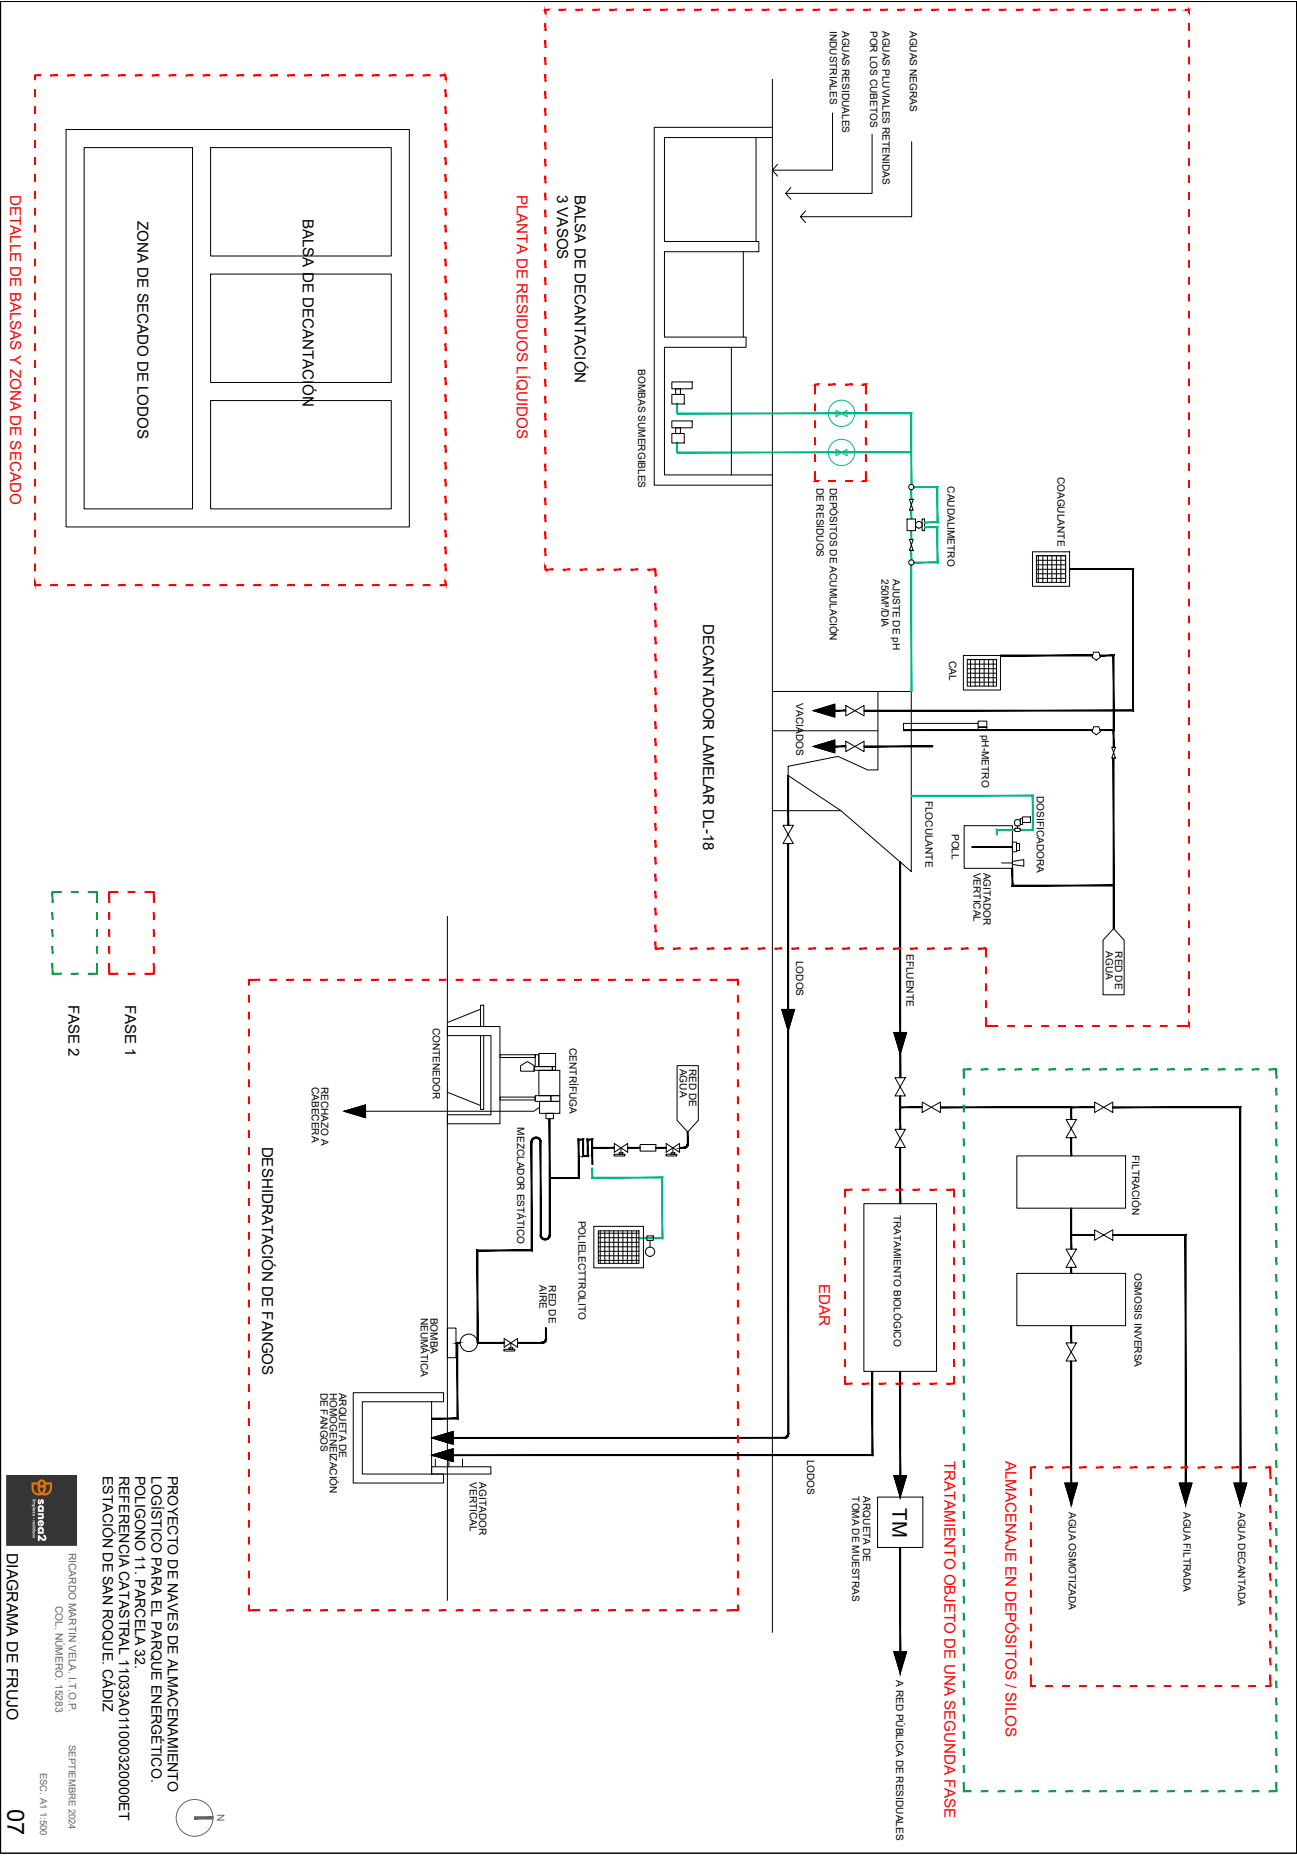 AGUAS NEGRAS
AGUAS PLUVIALES RETENIDAS
POR LOS CUBETOS
AGUAS RESIDUALES
INDUSTRIALES
BALSA DE DECANTACIÓN
3 VASOS
PLANTA DE RESIDUOS LÍQUIDOS
BOMBAS SUMERGIBLES
DEPÓSITOS DE ACUMULACIÓN
DE RESIDUOS
CAUDALIMETRO
AJUSTE DE pH
250M³/DIA
COAGULANTE
CAL
VACIADOS
pH-METRO
FLOCULANTE
DOSIFICADORA
POLL
AGITADOR
VERTICAL
RED DE
AGUA
DECANTADOR LAMELAR DL-18
EFLUENTE
LODOS
FILTRACIÓN
OSMOSIS INVERSA
AGUA DECANTADA
AGUA FILTRADA
AGUA OSMOTIZADA
ALMACENAJE EN DEPÓSITOS / SILOS
TRATAMIENTO OBJETO DE UNA SEGUNDA FASE
TRATAMIENTO BIOLÓGICO
EDAR
TM
ARQUETA DE
TOMA DE MUESTRAS
A RED PÚBLICA DE RESIDUALES
LODOS
RED DE
AGUA
CENTRÍFUGA
CONTENEDOR
RECHAZO A
CABECERA
MEZCLADOR ESTÁTICO
POLIELECTTROLITO
RED DE
AIRE
BOMBA
NEUMÁTICA
ARQUETA DE
HOMOGENEIZACIÓN
DE FANGOS
AGITADOR
VERTICAL
DESHIDRATACIÓN DE FANGOS
BALSA DE DECANTACIÓN
ZONA DE SECADO DE LODOS
DETALLE DE BALSAS Y ZONA DE SECADO
FASE 1
FASE 2
PROYECTO DE NAVES DE ALMACENAMIENTO
LOGÍSTICO PARA EL PARQUE ENERGÉTICO.
POLIGONO 11. PARCELA 32.
REFERENCIA CATASTRAL 11033A011000320000ET
ESTACIÓN DE SAN ROQUE. CÁDIZ
N
sanea2
RICARDO MARTIN VELA. I.T.O.P.
COL. NÚMERO. 15283
SEPTIEMBRE 2024
ESC. A1 1:500
DIAGRAMA DE FRUJO
07